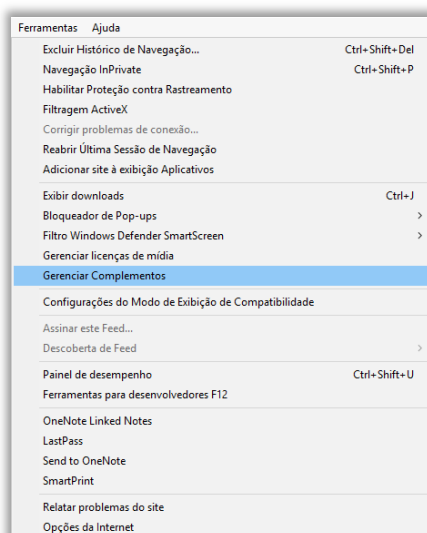 Ferramentas Ajuda
Excluir Histórico de Navegação... Ctrl+Shift+Del
Navegação InPrivate Ctrl+Shift+P
Habilitar Proteção contra Rastreamento
Filtragem ActiveX
Corrigir problemas de conexão...
Reabrir Última Sessão de Navegação
Adicionar site à exibição Aplicativos
Exibir downloads Ctrl+J
Bloqueador de Pop-ups
Filtro Windows Defender SmartScreen
Gerenciar licenças de mídia
Gerenciar Complementos
Configurações do Modo de Exibição de Compatibilidade
Assinar este Feed...
Descoberta de Feed
Painel de desempenho Ctrl+Shift+U
Ferramentas para desenvolvedores F12
OneNote Linked Notes
LastPass
Send to OneNote
SmartPrint
Relatar problemas do site
Opções da Internet